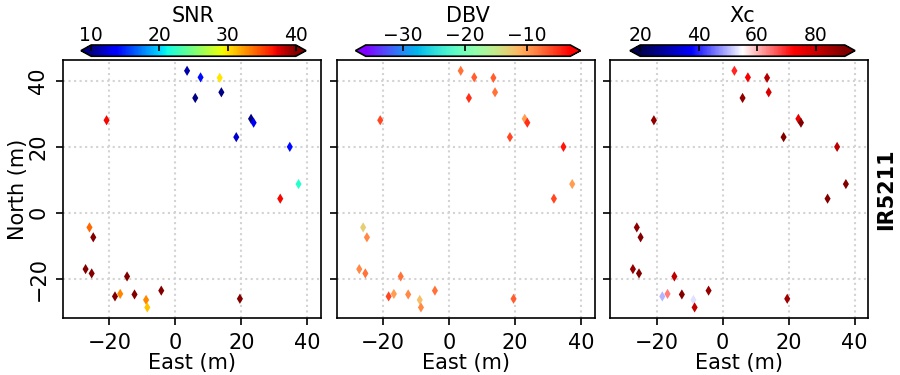 SNR DBV Xc
10 20 30 40 −30 −20 −10 20 40 60 80
40
20
0
−20
North (m)
IR5211
−20 0 20 40 −20 0 20 40 −20 0 20 40
East (m) East (m) East (m)